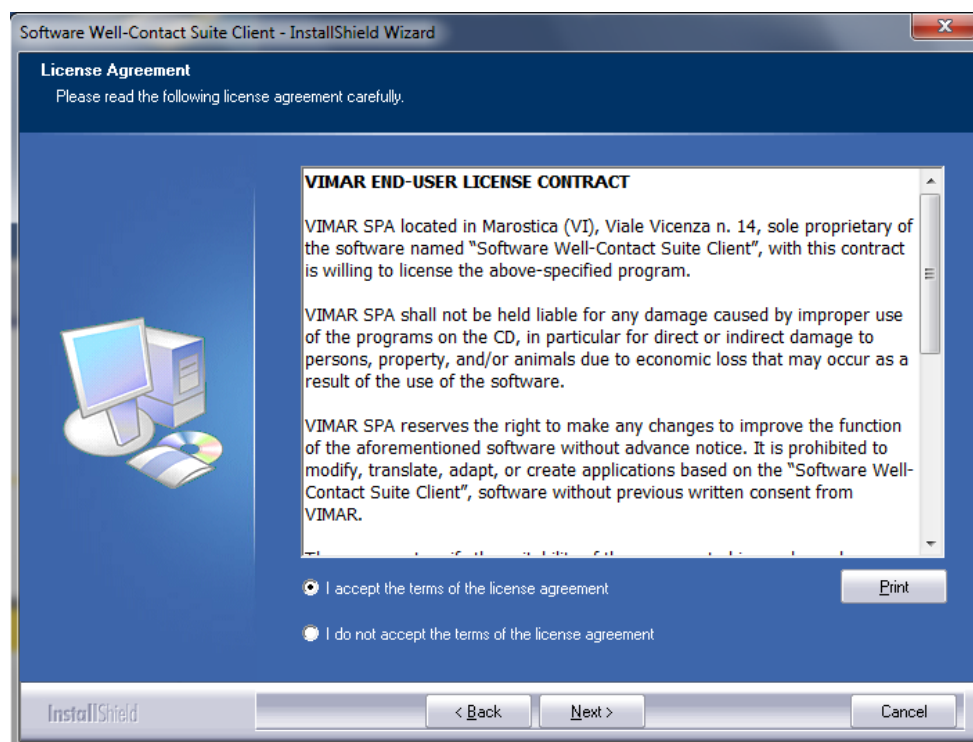 Software Well-Contact Suite Client - InstallShield Wizard
License Agreement
Please read the following license agreement carefully.
VIMAR END-USER LICENSE CONTRACT
VIMAR SPA located in Marostica (VI), Viale Vicenza n. 14, sole proprietary of
the software named “Software Well-Contact Suite Client”, with this contract
is willing to license the above-specified program.
VIMAR SPA shall not be held liable for any damage caused by improper use
of the programs on the CD, in particular for direct or indirect damage to
persons, property, and/or animals due to economic loss that may occur as a
result of the use of the software.
VIMAR SPA reserves the right to make any changes to improve the function
of the aforementioned software without advance notice. It is prohibited to
modify, translate, adapt, or create applications based on the “Software Well-
Contact Suite Client”, software without previous written consent from
VIMAR.
I accept the terms of the license agreement
Print
I do not accept the terms of the license agreement
InstallShield
< Back
Next >
Cancel